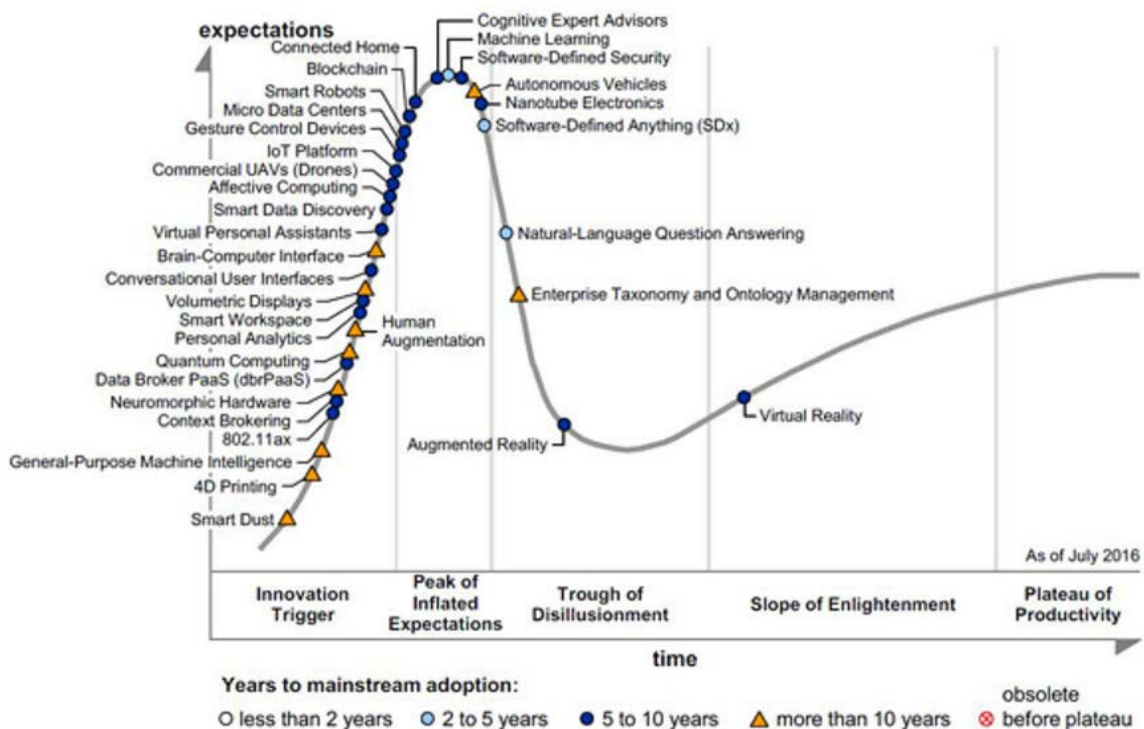 expectations
Cognitive Expert Advisors
Machine Learning
Software-Defined Security
Connected Home
Blockchain
Autonomous Vehicles
Smart Robots
Nanotube Electronics
Micro Data Centers
Gesture Control Devices
Software-Defined Anything (SDx)
IoT Platform
Commercial UAVs (Drones)
Affective Computing
Smart Data Discovery
Virtual Personal Assistants
Natural-Language Question Answering
Brain-Computer Interface
Conversational User Interfaces
Volumetric Displays
Enterprise Taxonomy and Ontology Management
Smart Workspace
Personal Analytics
Human
Augmentation
Quantum Computing
Data Broker PaaS (dbrPaaS)
Neuromorphic Hardware
Context Brokering
802.11ax
Virtual Reality
Augmented Reality
General-Purpose Machine Intelligence
4D Printing
Smart Dust
As of July 2016
Innovation
Trigger
Peak of
Inflated
Expectations
Trough of
Disillusionment
Slope of Enlightenment
Plateau of
Productivity
time
Years to mainstream adoption:
less than 2 years
2 to 5 years
5 to 10 years
more than 10 years
obsolete
before plateau